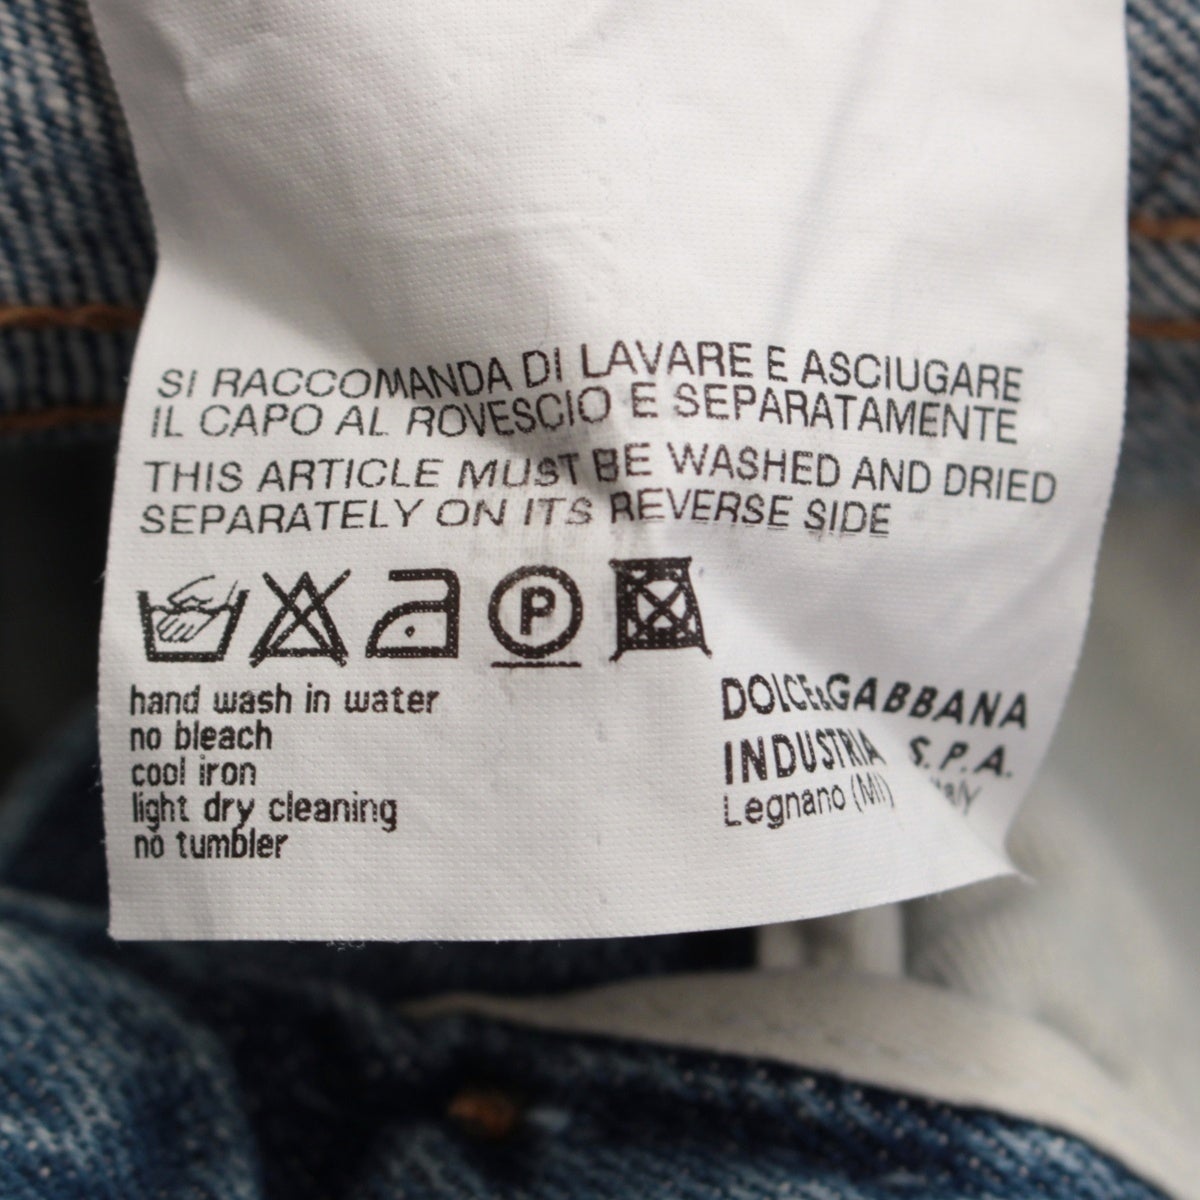 SI RACCOMANDA DI LAVARE E ASCIUGARE
IL CAPO AL ROVESCIO E SEPARATAMENTE
THIS ARTICLE MUST BE WASHED AND DRIED
SEPARATELY ON ITS REVERSE SIDE
P
hand wash in water
no bleach
cool iron
light dry cleaning
no tumbler
DOLCE&GABBANA
INDUSTRIA S.P.A.
Legnano (MI)